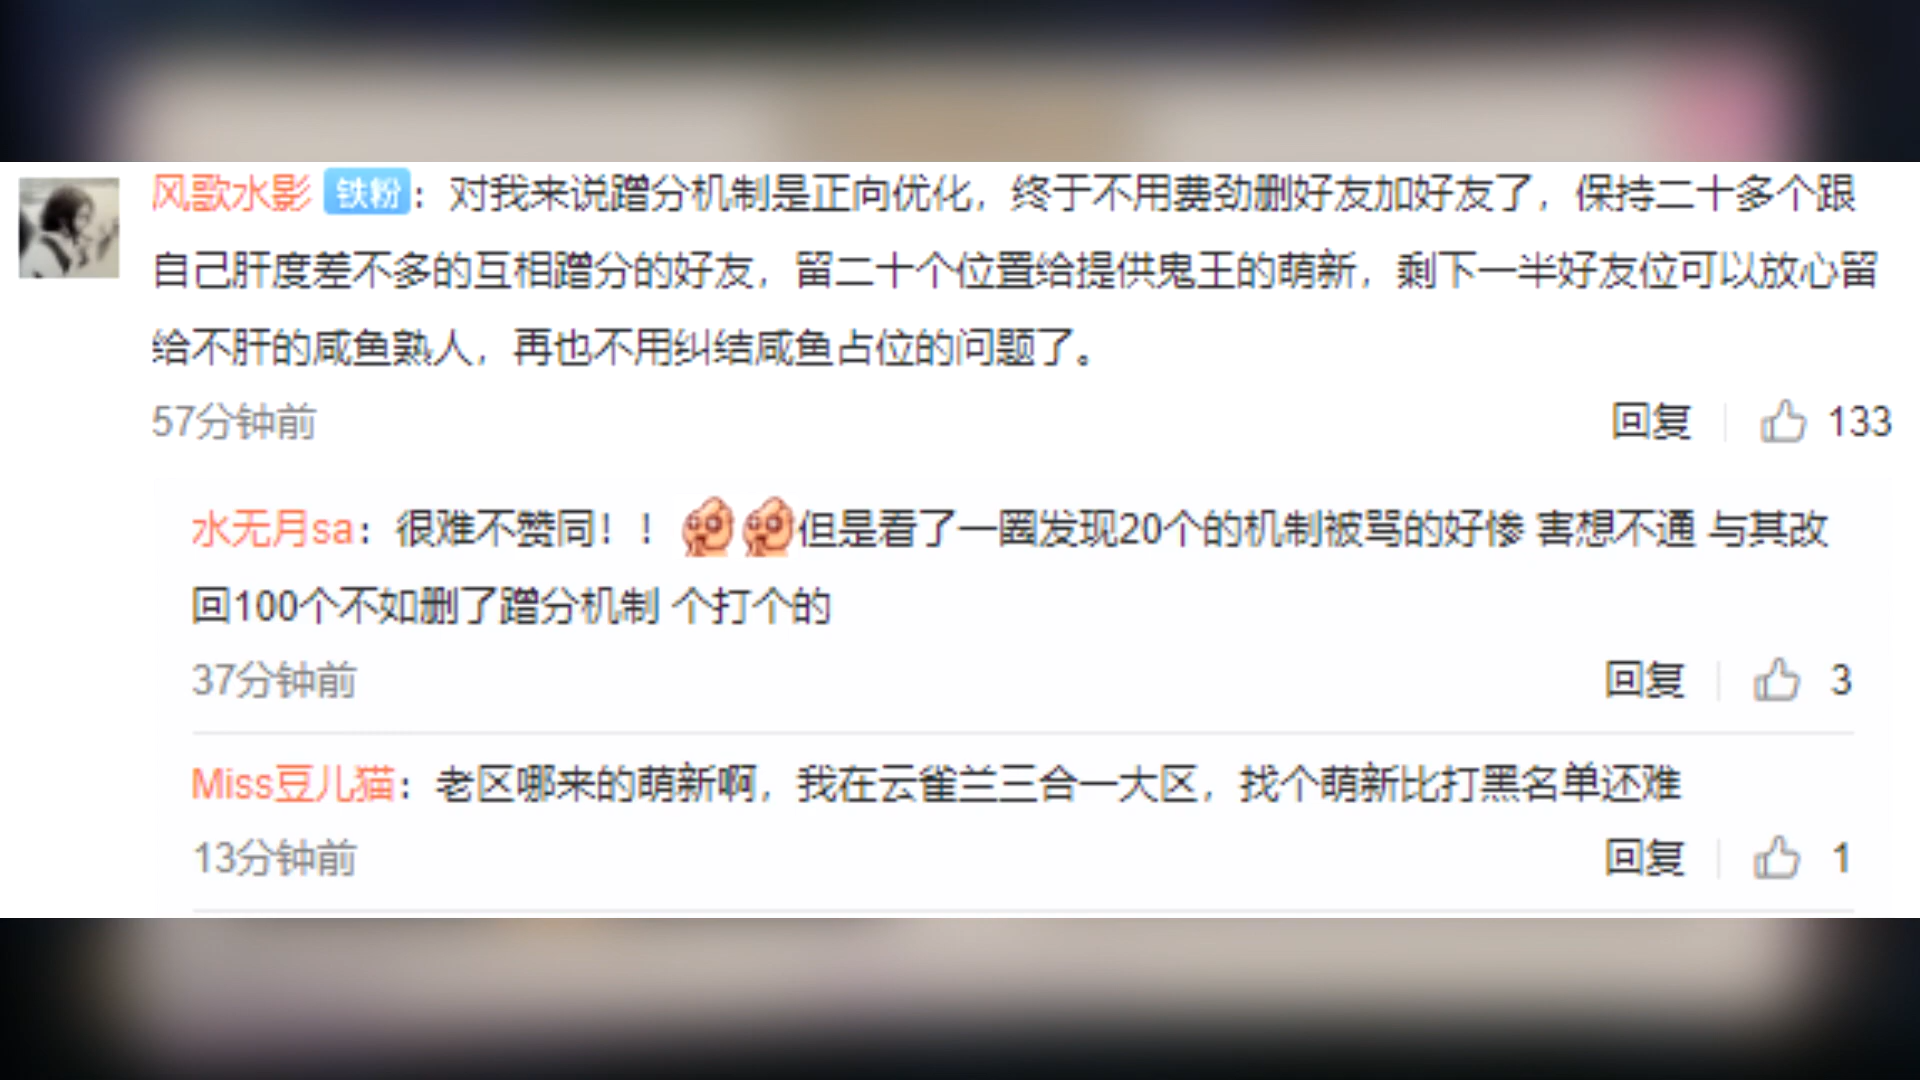 风歌水影 铁粉：对我来说蹭分机制是正向优化，终于不用费劲删好友加好友了，保持二十多个跟
自己肝度差不多的互相蹭分的好友，留二十个位置给提供鬼王的萌新，剩下一半好友位可以放心留
给不肝的咸鱼熟人，再也不用纠结咸鱼占位的问题了。
57分钟前 回复 133
水无月sa：很难不赞同！！但是看了一圈发现20个的机制被骂的好惨 害想不通 与其改
回100个不如删了蹭分机制 个打个的
37分钟前 回复 3
Miss豆儿猫：老区哪来的萌新啊，我在云雀兰三合一大区，找个萌新比打黑名单还难
13分钟前 回复 1